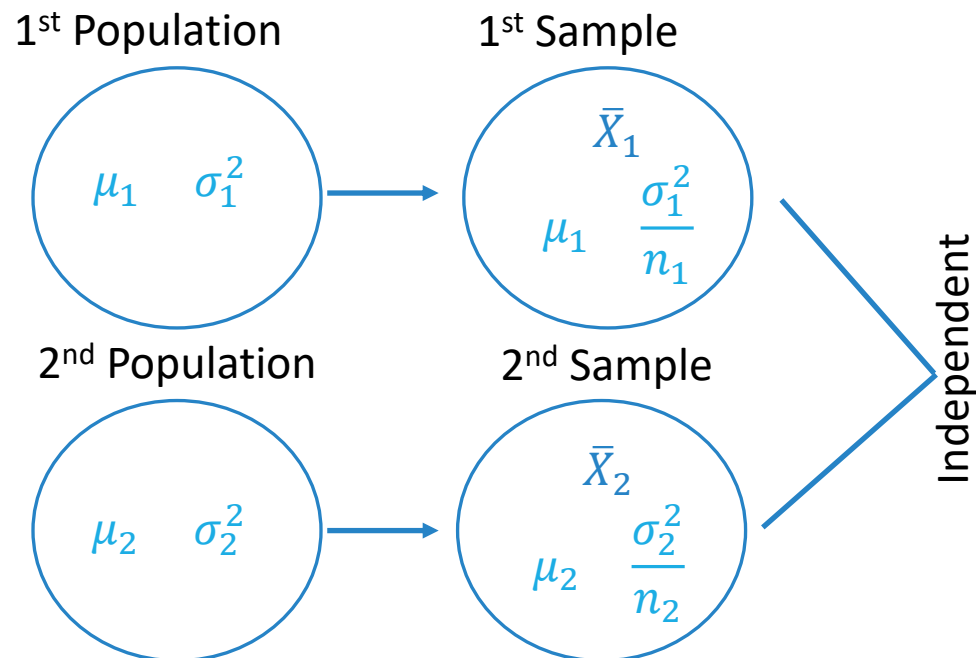 1st Population
1st Sample
μ₁ σ₁²
X̄₁
μ₁ σ₁²/n₁
2nd Population
2nd Sample
μ₂ σ₂²
X̄₂
μ₂ σ₂²/n₂
Independent